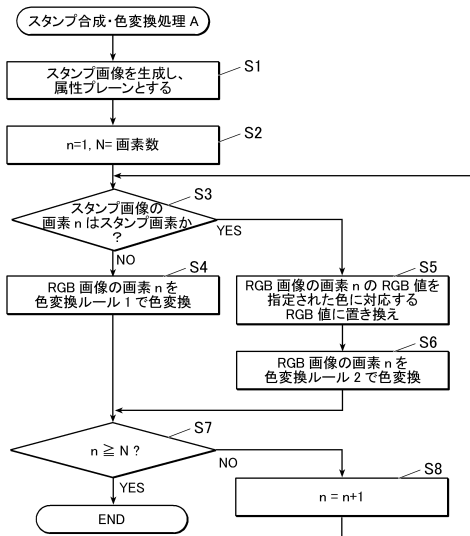 スタンプ合成・色変換処理 A
スタンプ画像を生成し、
属性プレーンとする
S1
n=1, N= 画素数
S2
S3
スタンプ画像の
画素 n はスタンプ画素か
?
YES
NO
S4
RGB 画像の画素 n を
色変換ルール 1 で色変換
S5
RGB 画像の画素 n の RGB 値を
指定された色に対応する
RGB 値に置き換え
S6
RGB 画像の画素 n を
色変換ルール 2 で色変換
S7
n ≧ N ?
NO
YES
S8
n = n+1
END